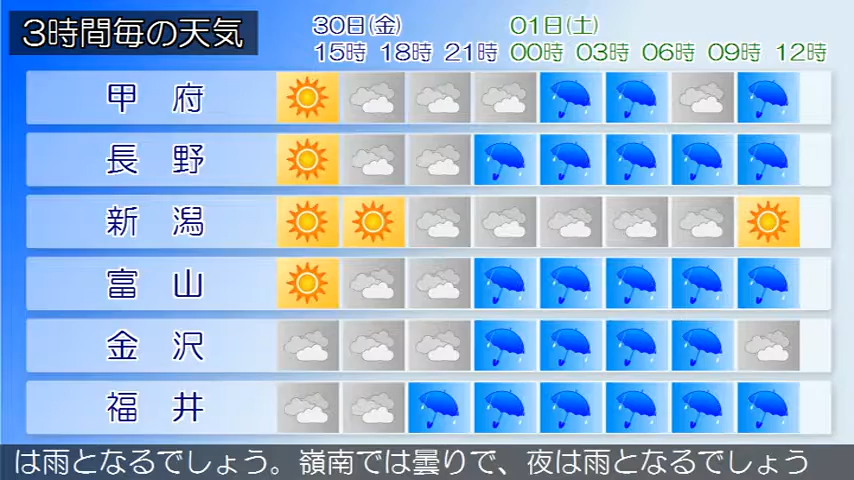 3時間毎の天気
30日(金) 01日(土)
15時 18時 21時 00時 03時 06時 09時 12時
甲府
長野
新潟
富山
金沢
福井
は雨となるでしょう。嶺南では曇りで、夜は雨となるでしょう